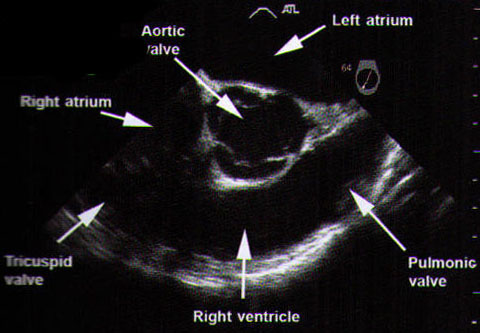 ATL
Left atrium
Aortic
valve
64
Right atrium
Tricuspid
valve
Pulmonic
valve
Right ventricle